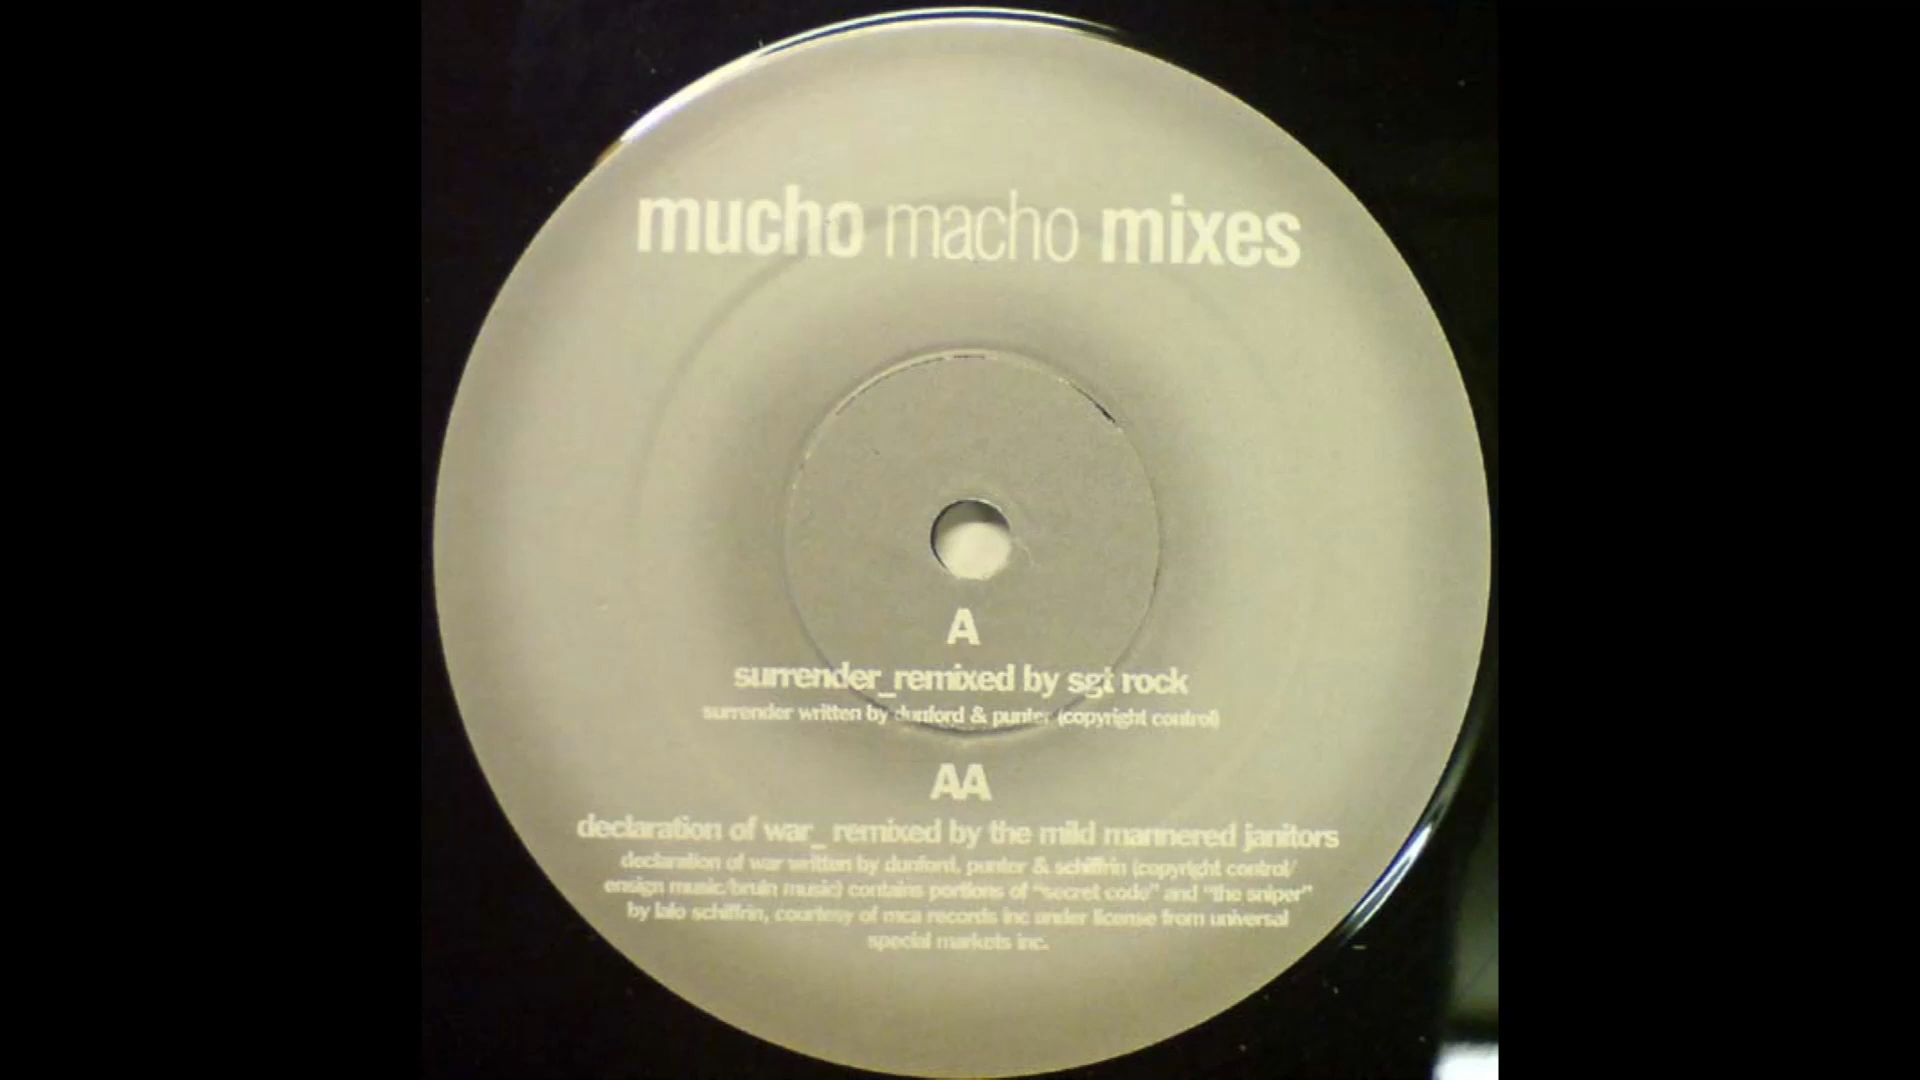 mucho macho mixes
A
surrender_remixed by sgt rock
surrender written by dunford & punter (copyright control)
AA
declaration of war_ remixed by the mild mannered janitors
declaration of war written by dunford, punter & schiffrin (copyright control/
ensign music/bruin music) contains portions of "secret code" and "the sniper"
by lalo schiffrin, courtesy of mca records inc under license from universal
special markets inc.